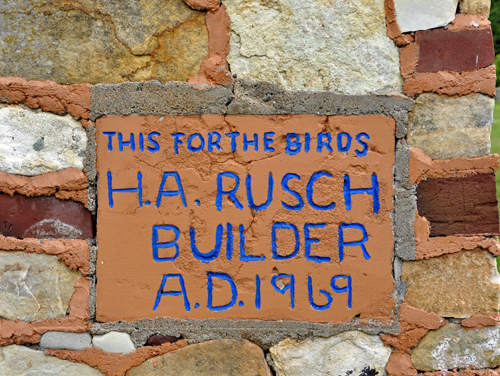 THIS FOR THE BIRDS
H.A. RUSCH
BUILDER
A.D. 1969